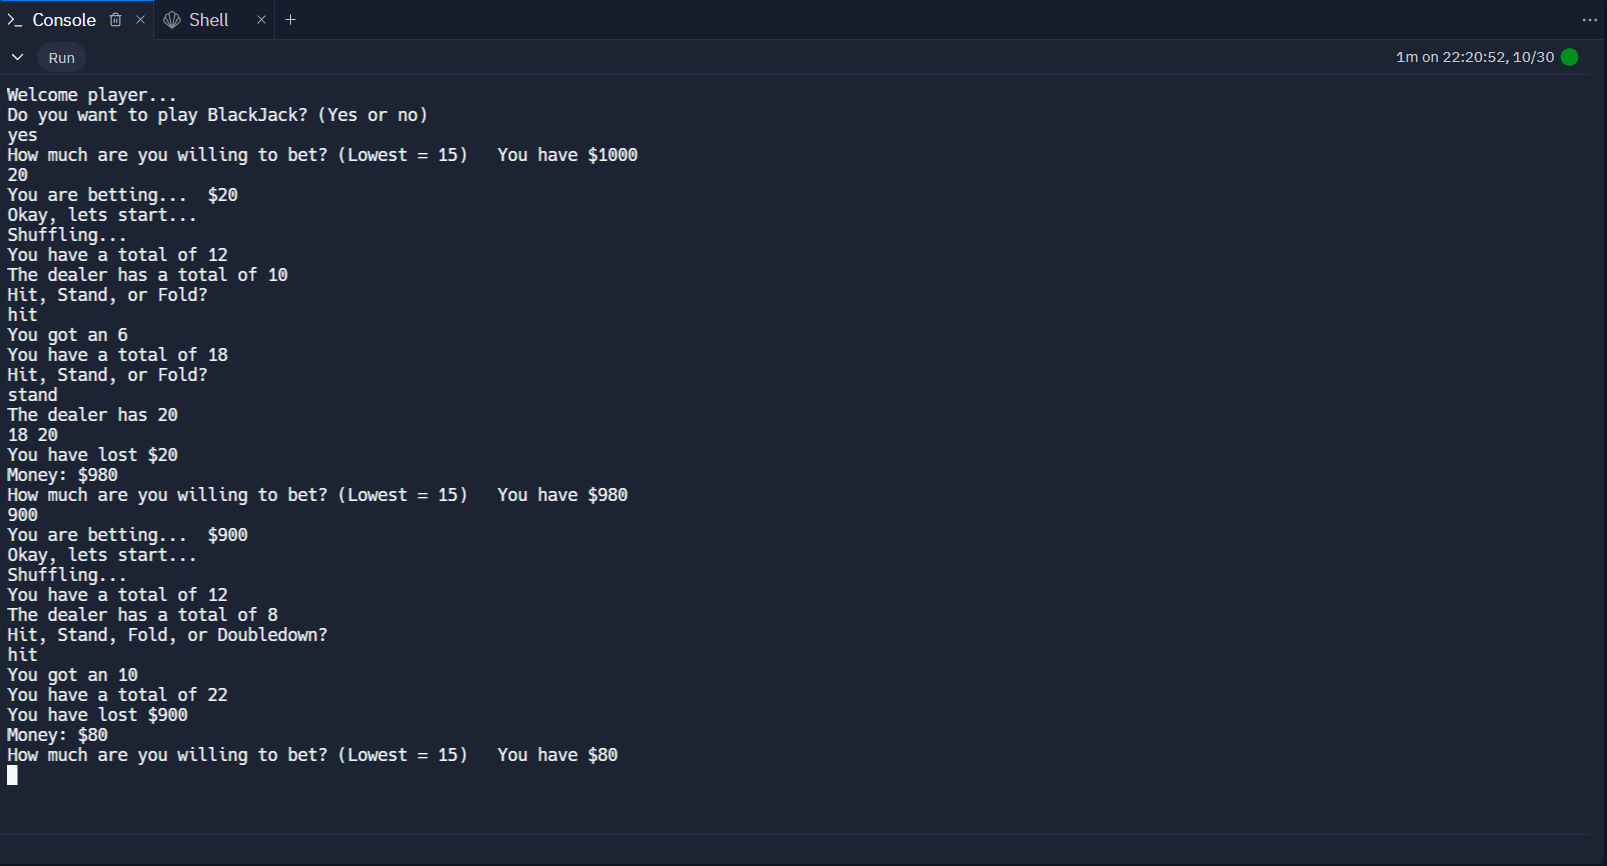 Console
Shell
Run
1m on 22:20:52, 10/30
Welcome player...
Do you want to play BlackJack? (Yes or no)
yes
How much are you willing to bet? (Lowest = 15)   You have $1000
20
You are betting...  $20
Okay, lets start...
Shuffling...
You have a total of 12
The dealer has a total of 10
Hit, Stand, or Fold?
hit
You got an 6
You have a total of 18
Hit, Stand, or Fold?
stand
The dealer has 20
18 20
You have lost $20
Money: $980
How much are you willing to bet? (Lowest = 15)   You have $980
900
You are betting...  $900
Okay, lets start...
Shuffling...
You have a total of 12
The dealer has a total of 8
Hit, Stand, Fold, or Doubledown?
hit
You got an 10
You have a total of 22
You have lost $900
Money: $80
How much are you willing to bet? (Lowest = 15)   You have $80